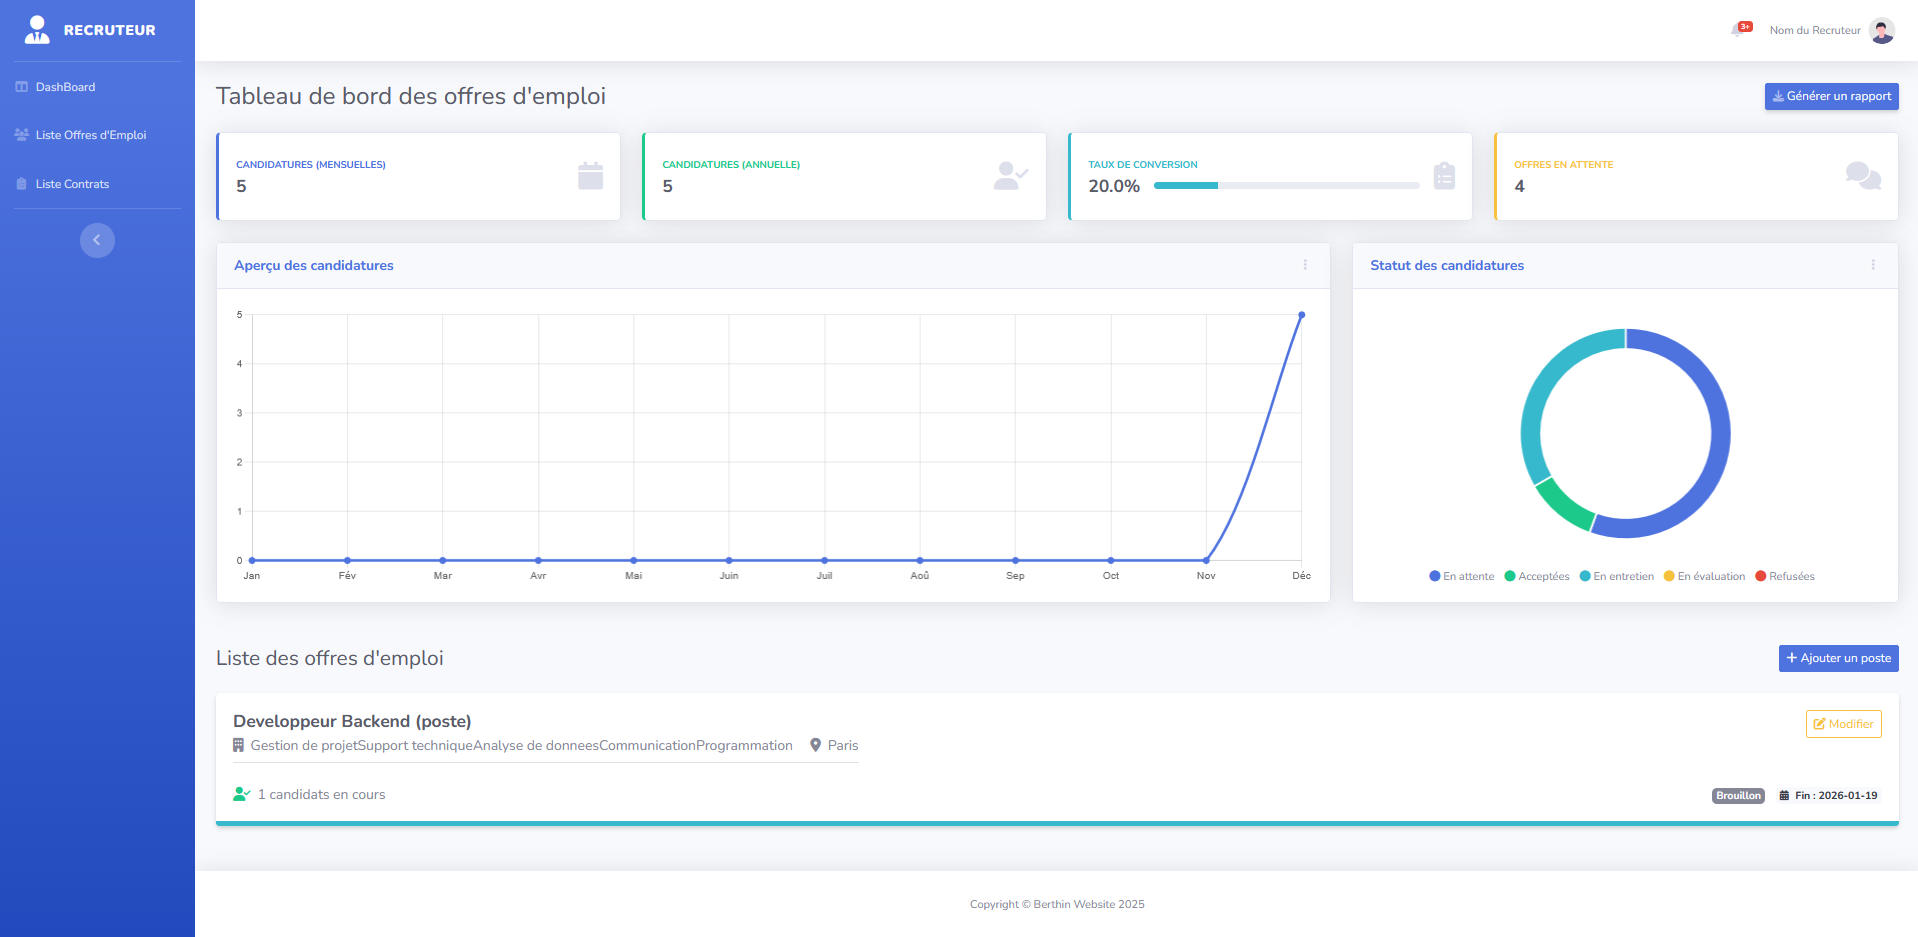 RECRUTEUR
DashBoard
Liste Offres d'Emploi
Liste Contrats
3+
Nom du Recruteur
Tableau de bord des offres d'emploi
Générer un rapport
CANDIDATURES (MENSUELLES)
5
CANDIDATURES (ANNUELLE)
5
TAUX DE CONVERSION
20.0%
OFFRES EN ATTENTE
4
Aperçu des candidatures
5
4
3
2
1
0
Jan Fév Mar Avr Mai Juin Juil Aoû Sep Oct Nov Déc
Statut des candidatures
En attente Acceptées En entretien En évaluation Refusées
Liste des offres d'emploi
Ajouter un poste
Developpeur Backend (poste)
Modifier
Gestion de projetSupport techniqueAnalyse de donneesCommunicationProgrammation Paris
1 candidats en cours
Brouillon Fin : 2026-01-19
Copyright © Berthin Website 2025